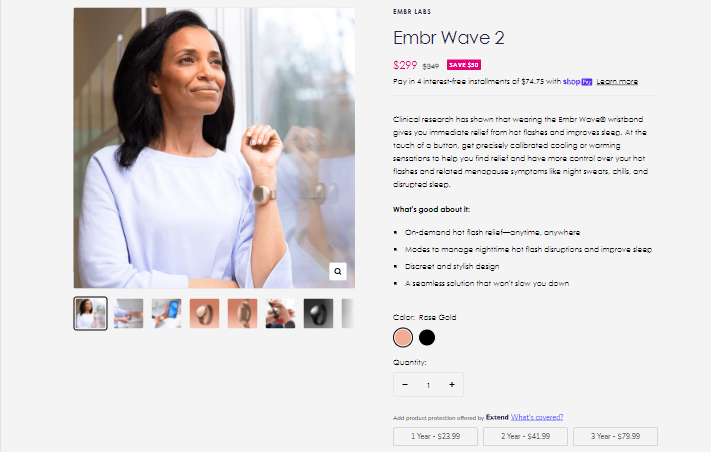 EMBR LABS
Embr Wave 2
$299 $349 SAVE $50
Pay in 4 interest-free installments of $74.75 with shop Pay Learn more
Clinical research has shown that wearing the Embr Wave® wristband
gives you immediate relief from hot flashes and improves sleep. At the
touch of a button, get precisely calibrated cooling or warming
sensations to help you find relief and have more control over your hot
flashes and related menopause symptoms like night sweats, chills, and
disrupted sleep.
What's good about it:
On-demand hot flash relief—anytime, anywhere
Modes to manage nighttime hot flash disruptions and improve sleep
Discreet and stylish design
A seamless solution that won't slow you down
Color: Rose Gold
Quantity:
− 1 +
Add product protection offered by Extend What's covered?
1 Year - $23.99 2 Year - $41.99 3 Year - $79.99